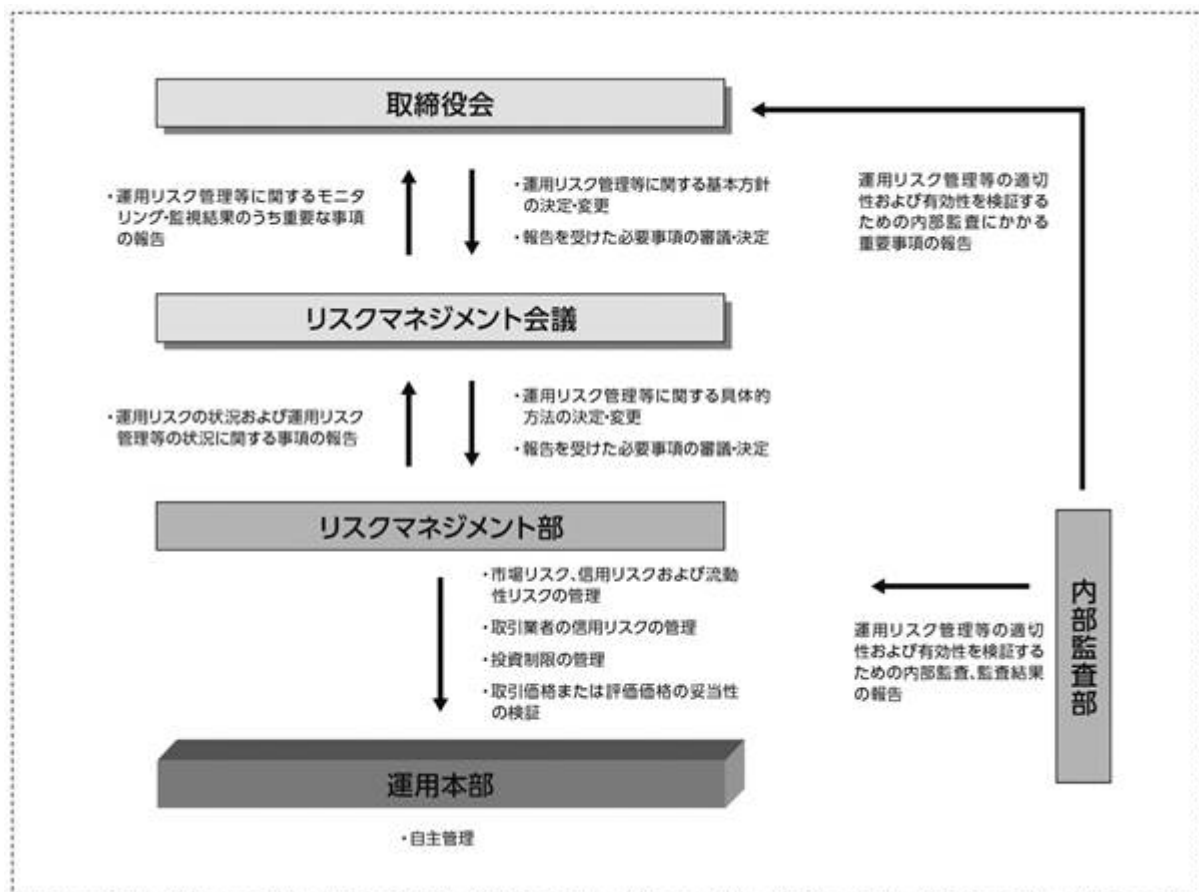 取締役会
・運用リスク管理等に関するモニタ
リング・監視結果のうち重要な事項
の報告
・運用リスク管理等に関する基本方針
の決定・変更
・報告を受けた必要事項の審議・決定
運用リスク管理等の適切
性および有効性を検証す
るための内部監査にかかる
重要事項の報告
リスクマネジメント会議
・運用リスクの状況および運用リスク
管理等の状況に関する事項の報告
・運用リスク管理等に関する具体的
方法の決定・変更
・報告を受けた必要事項の審議・決定
リスクマネジメント部
・市場リスク、信用リスクおよび流動
性リスクの管理
・取引業者の信用リスクの管理
・投資制限の管理
・取引価格または評価価格の妥当性
の検証
運用リスク管理等の適切
性および有効性を検証する
ための内部監査、監査結果
の報告
内部監査部
運用本部
・自主管理